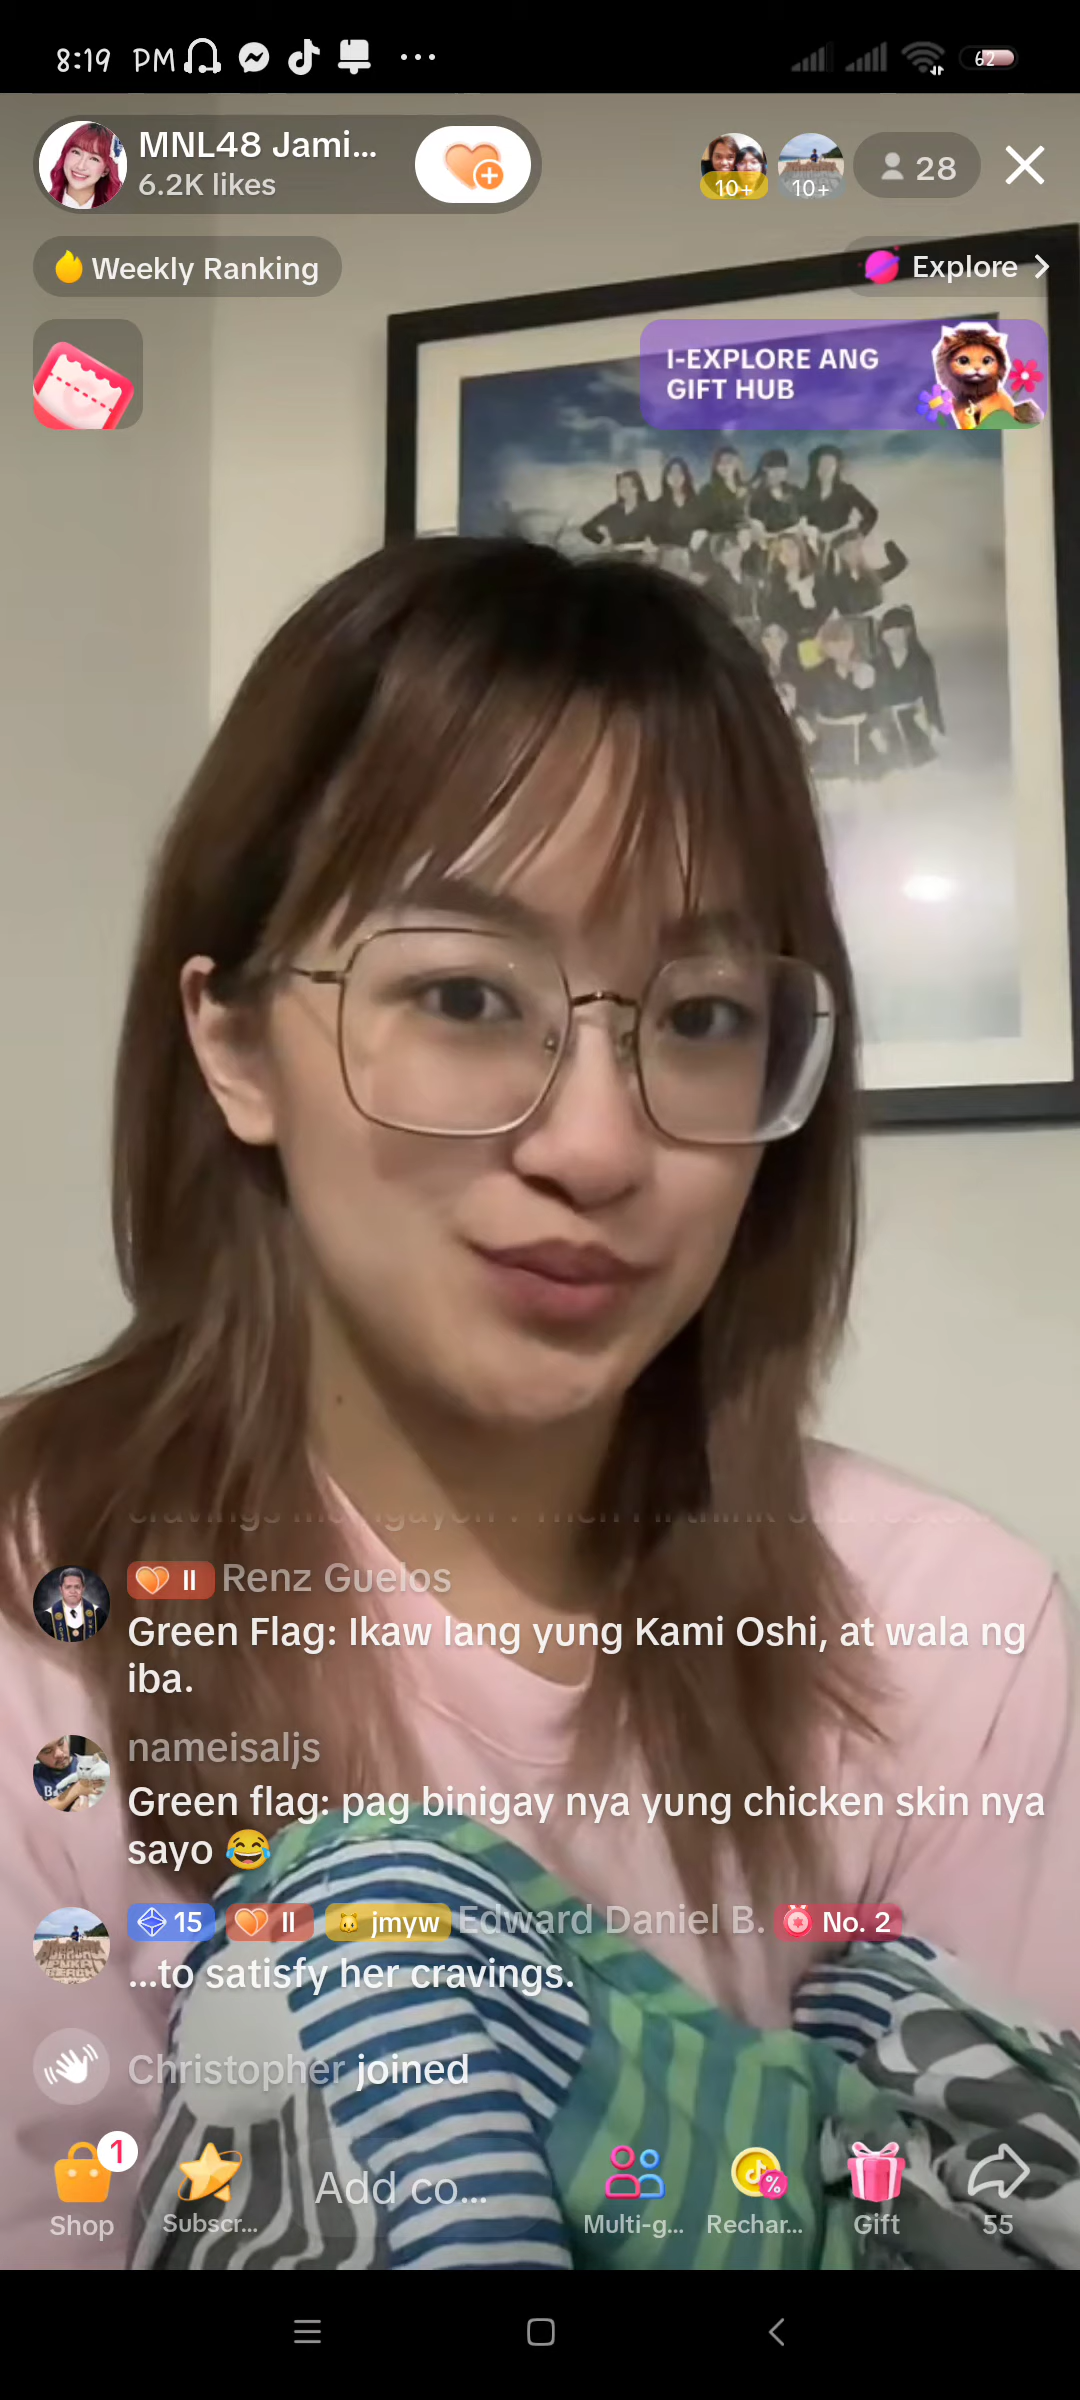 8:19 PM
62
MNL48 Jami...
6.2K likes
10+
10+
28
Weekly Ranking
Explore
I-EXPLORE ANG
GIFT HUB
II Renz Guelos
Green Flag: Ikaw lang yung Kami Oshi, at wala ng
iba.
nameisaljs
Green flag: pag binigay nya yung chicken skin nya
sayo 😂
15 II jmyw Edward Daniel B. No. 2
...to satisfy her cravings.
Christopher joined
1
Add co...
Shop
Subscr...
Multi-g...
Rechar...
Gift
55